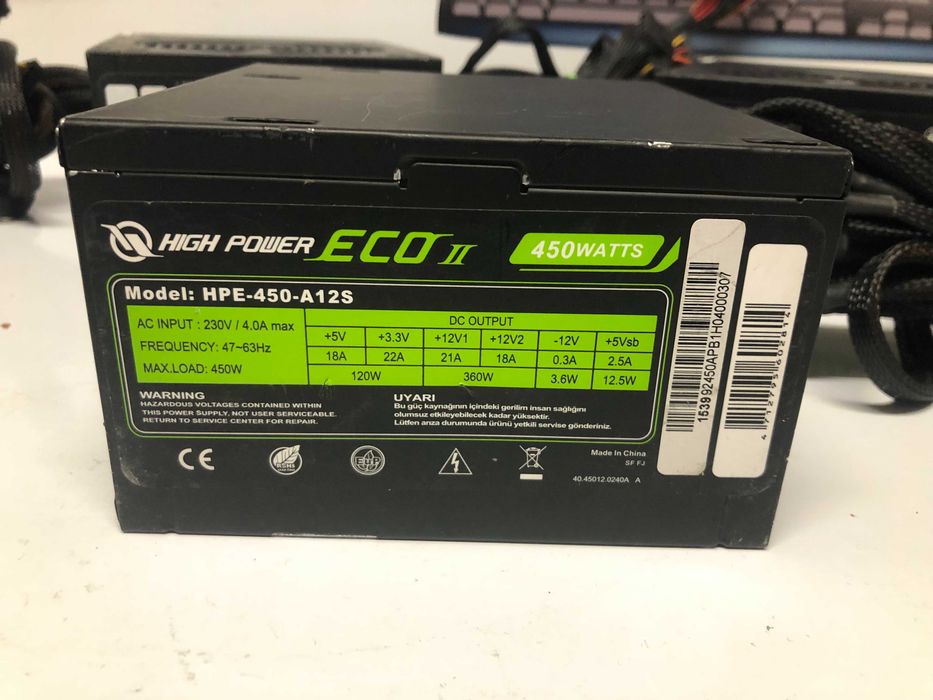 HIGH POWER ECO II 450WATTS
Model: HPE-450-A12S
AC INPUT : 230V / 4.0A max
FREQUENCY: 47~63Hz
MAX.LOAD: 450W
DC OUTPUT
+5V +3.3V +12V1 +12V2 -12V +5Vsb
18A 22A 21A 18A 0.3A 2.5A
120W 360W 3.6W 12.5W
WARNING
HAZARDOUS VOLTAGES CONTAINED WITHIN
THIS POWER SUPPLY. NOT USER SERVICEABLE.
RETURN TO SERVICE CENTER FOR REPAIR.
UYARI
Bu güç kaynağının içindeki gerilim insan sağlığını
olumsuz etkileyebilecek kadar yüksektir.
Lütfen arıza durumunda ürünü yetkili servise gönderiniz.
CE
RoHS
EUP
Made In China
SF FJ
40.45012.0240A A
153992450APB1H04000307